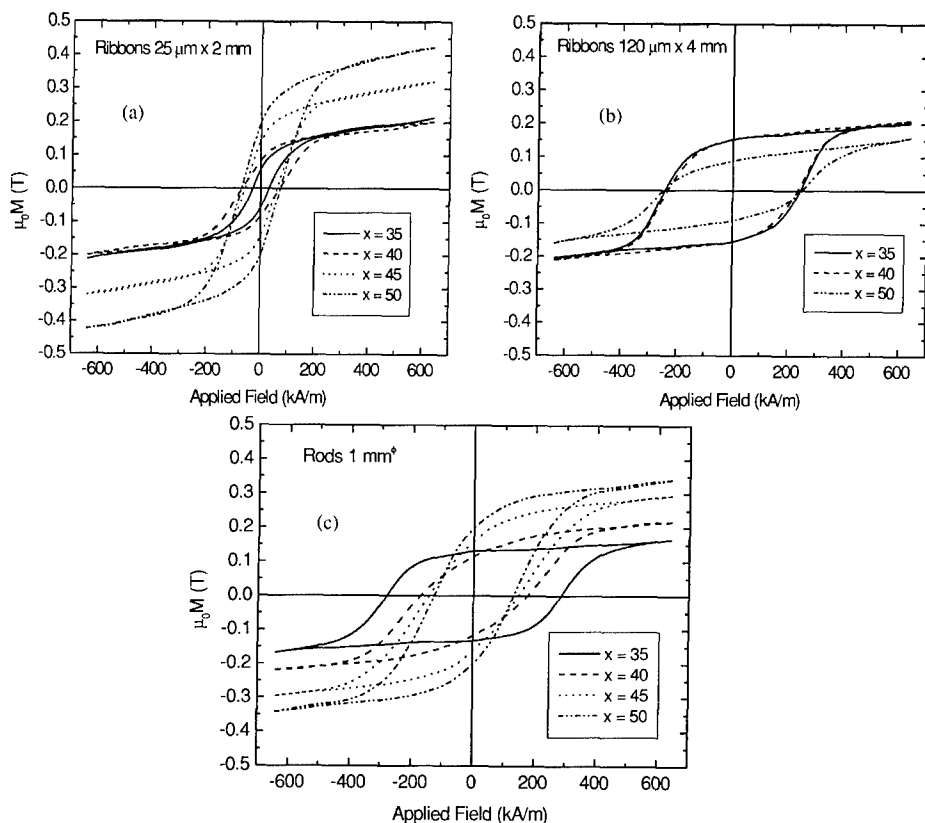 Ribbons 25 μm x 2 mm
(a)
0.5
0.4
0.3
0.2
0.1
0.0
-0.1
-0.2
-0.3
-0.4
-0.5
μ₀M (T)
x = 35
x = 40
x = 45
x = 50
-600 -400 -200 0 200 400 600
Applied Field (kA/m)
Ribbons 120 μm x 4 mm
(b)
0.5
0.4
0.3
0.2
0.1
0.0
-0.1
-0.2
-0.3
-0.4
-0.5
μ₀M (T)
x = 35
x = 40
x = 50
-600 -400 -200 0 200 400 600
Applied Field (kA/m)
Rods 1 mm^ϕ
(c)
0.5
0.4
0.3
0.2
0.1
0.0
-0.1
-0.2
-0.3
-0.4
-0.5
μ₀M (T)
x = 35
x = 40
x = 45
x = 50
-600 -400 -200 0 200 400 600
Applied Field (kA/m)